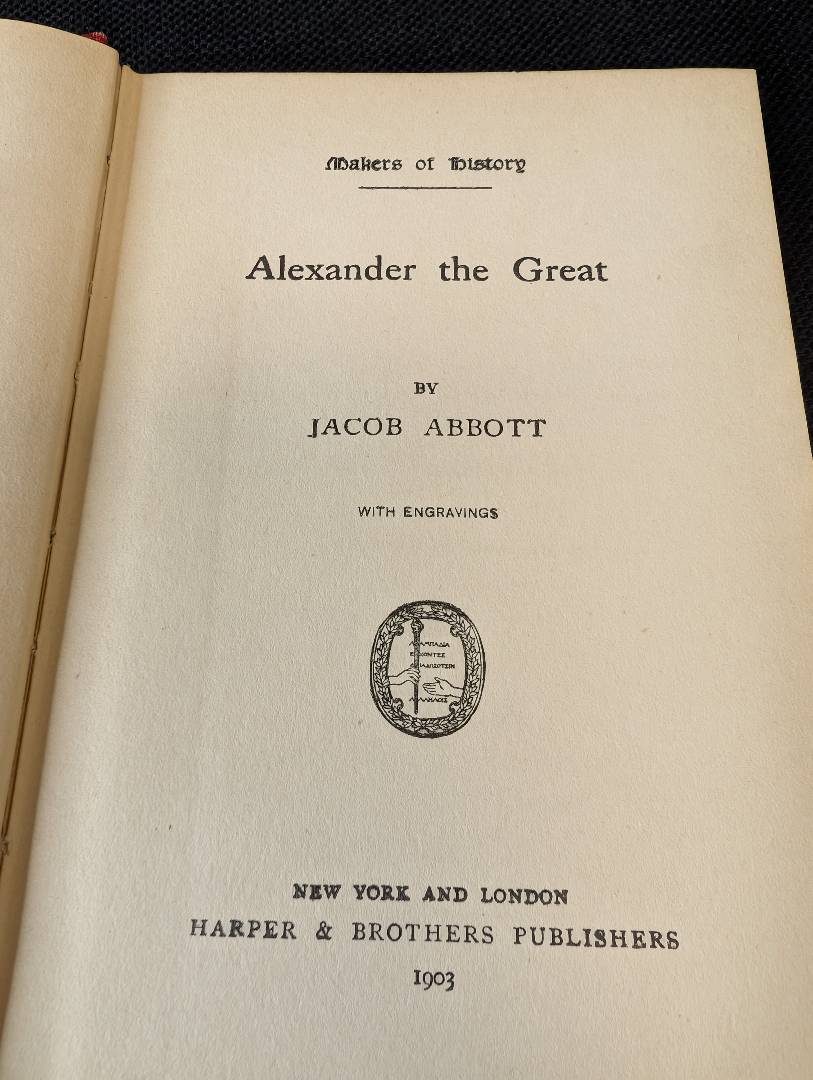 Makers of History
Alexander the Great
BY
JACOB ABBOTT
WITH ENGRAVINGS
NEW YORK AND LONDON
HARPER & BROTHERS PUBLISHERS
1903